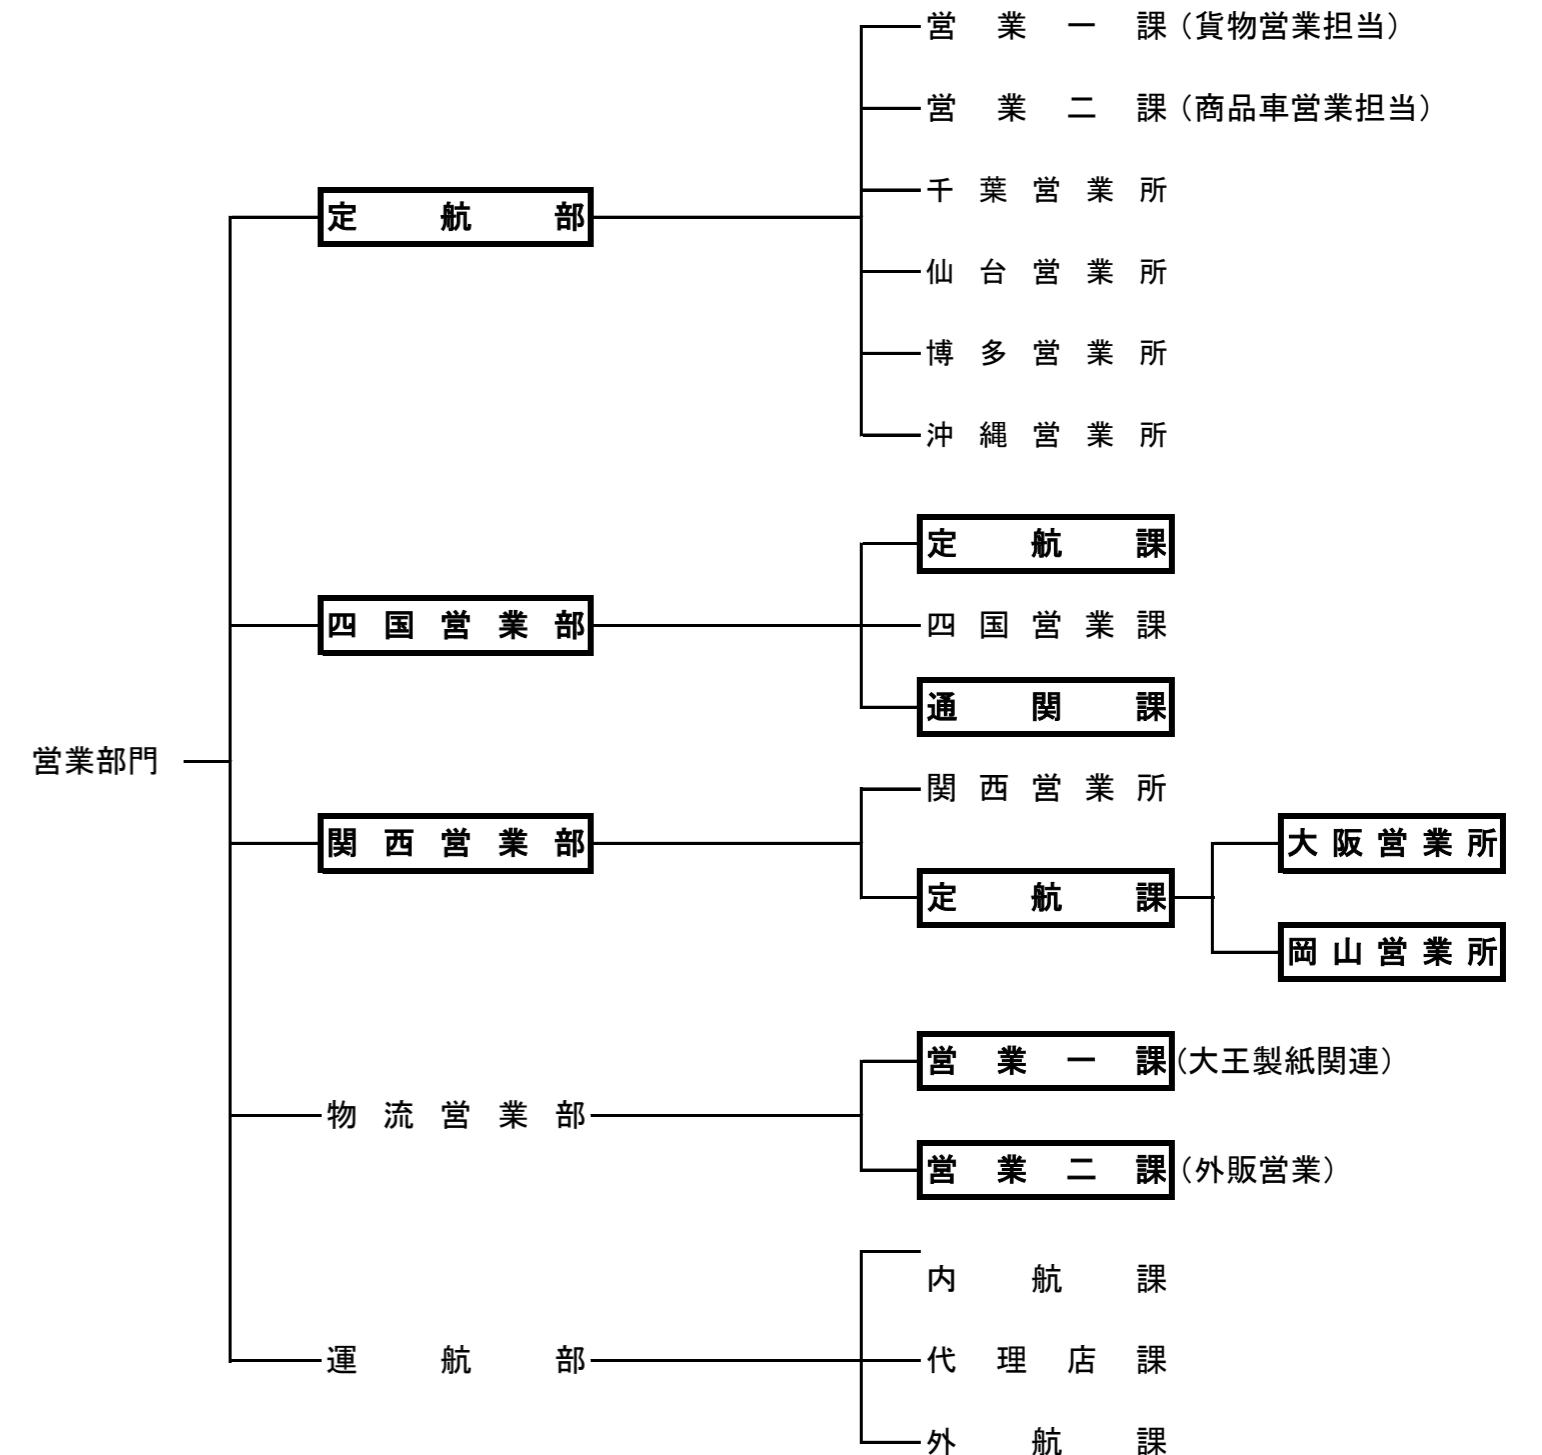 営業一課（貨物営業担当）
営業二課（商品車営業担当）
千葉営業所
定航部
仙台営業所
博多営業所
沖縄営業所
定航課
四国営業部
四国営業課
通関課
営業部門
関西営業所
関西営業部
大阪営業所
定航課
岡山営業所
営業一課（大王製紙関連）
物流営業部
営業二課（外販営業）
内航課
運航部
代理店課
外航課